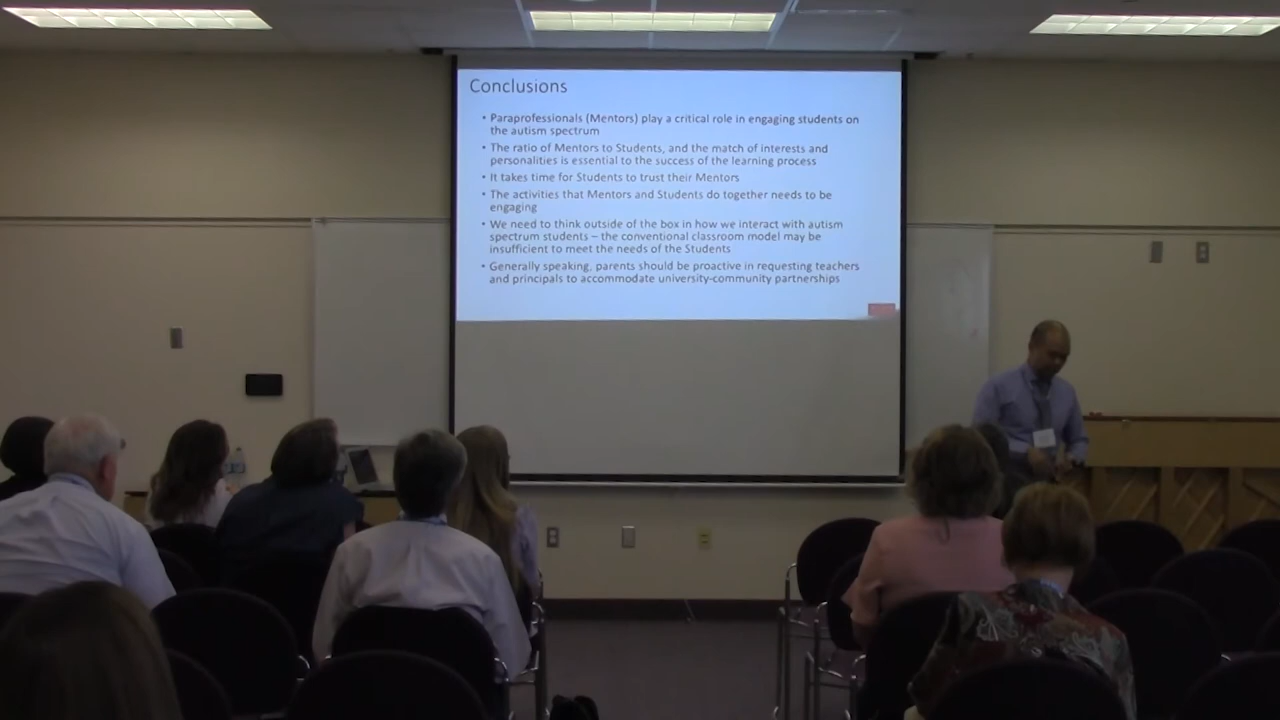 Conclusions
• Paraprofessionals (Mentors) play a critical role in engaging students on
the autism spectrum
• The ratio of Mentors to Students, and the match of interests and
personalities is essential to the success of the learning process
• It takes time for Students to trust their Mentors
• The activities that Mentors and Students do together needs to be
engaging
• We need to think outside of the box in how we interact with autism
spectrum students – the conventional classroom model may be
insufficient to meet the needs of the Students
• Generally speaking, parents should be proactive in requesting teachers
and principals to accommodate university-community partnerships